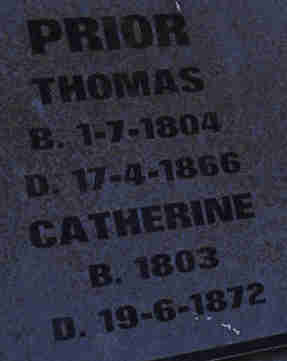 PRIOR
THOMAS
B. 1-7-1804
D. 17-4-1866
CATHERINE
B. 1803
D. 19-6-1872